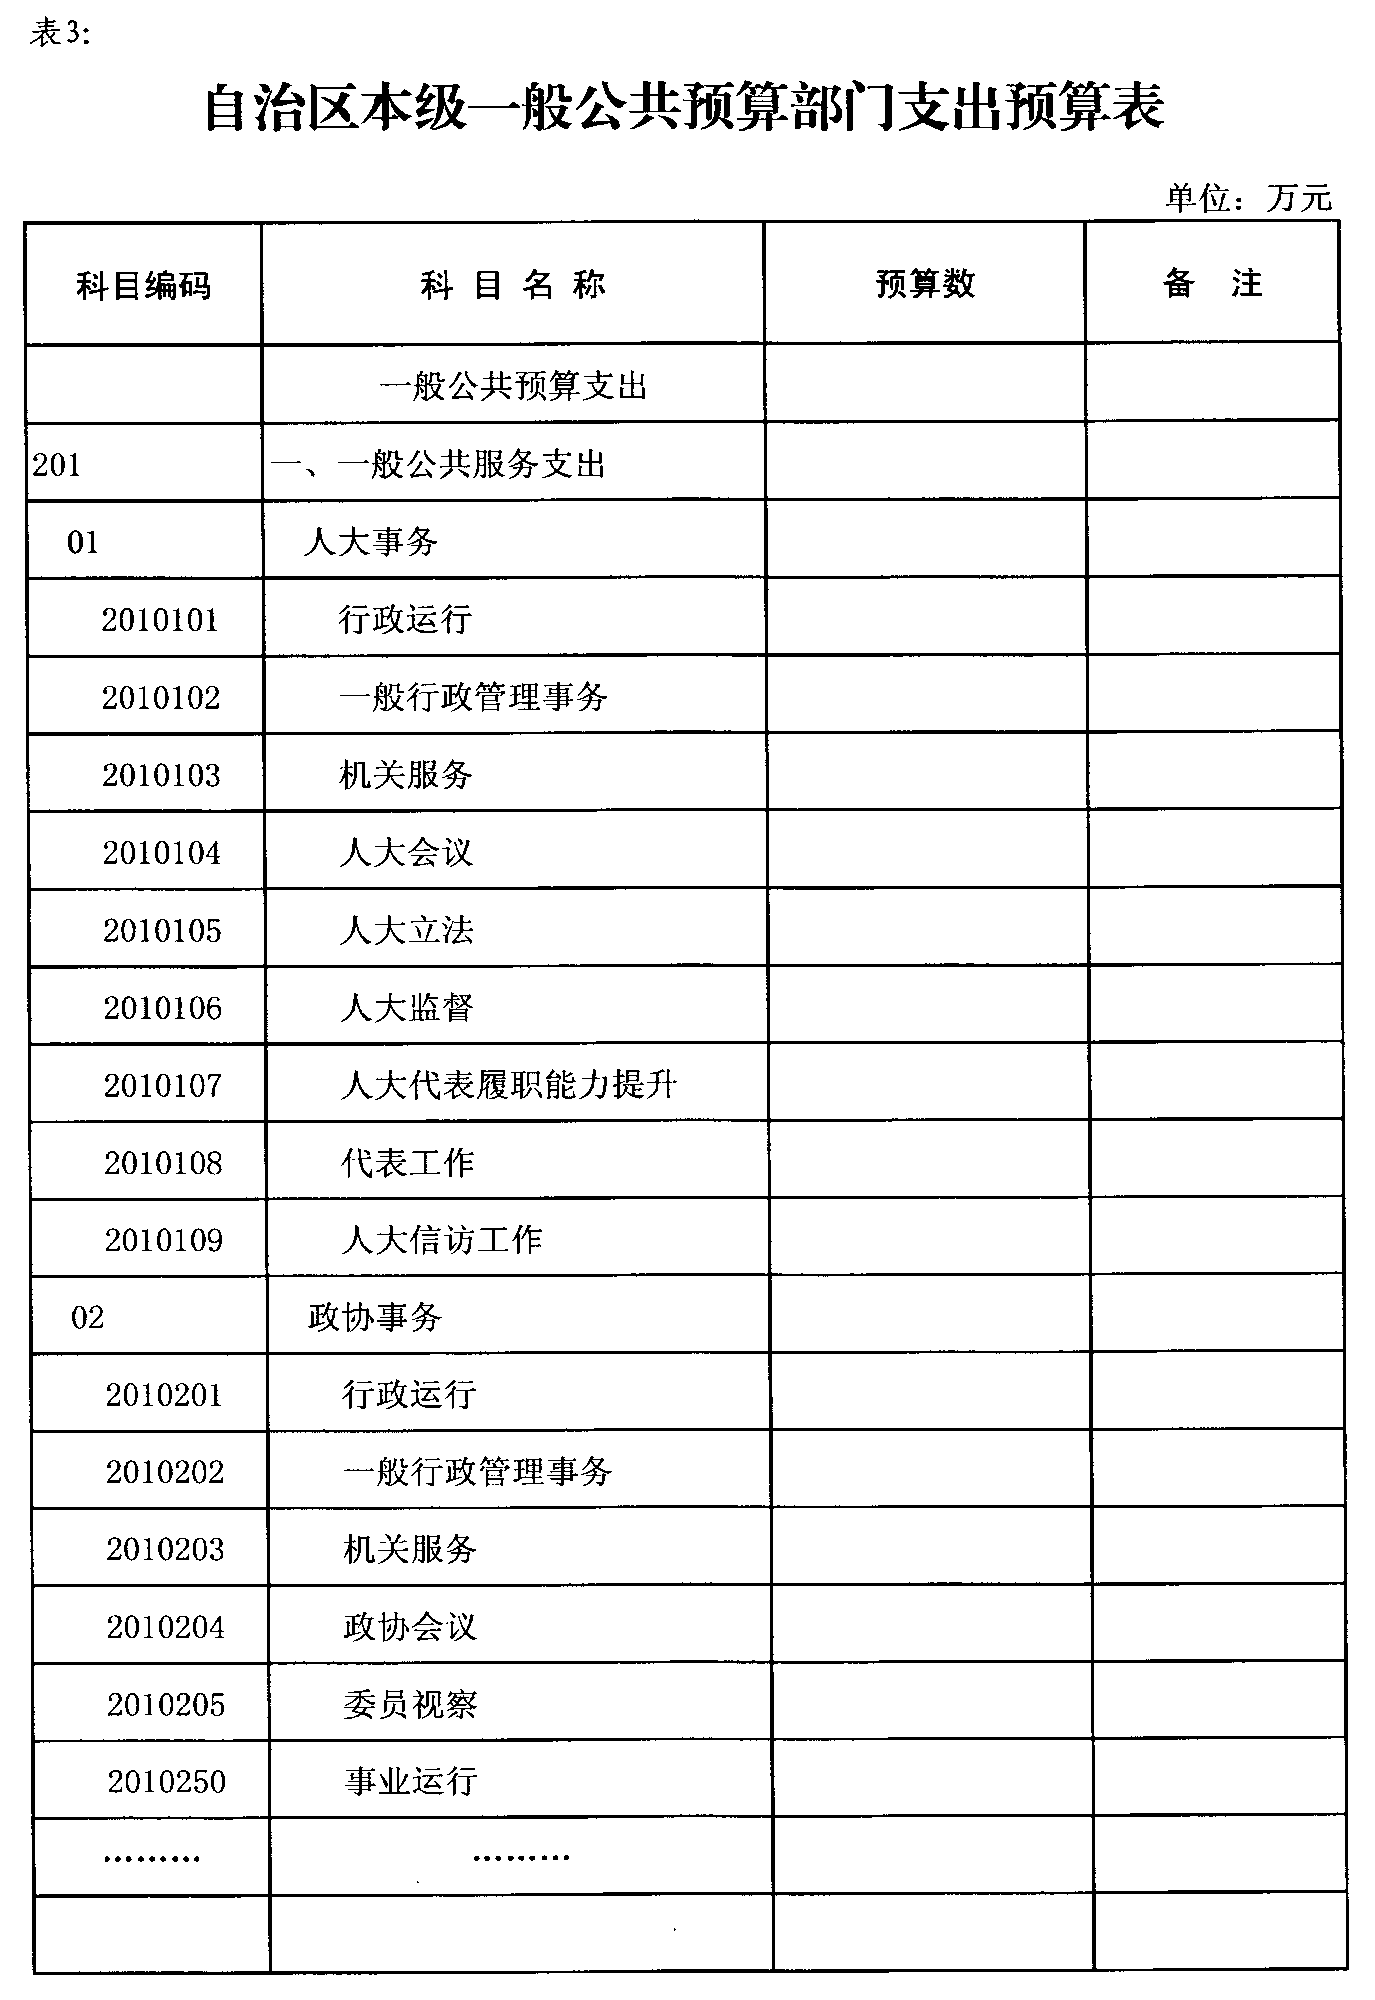 表3:
自治区本级一般公共预算部门支出预算表
单位：万元
科目编码 科 目 名 称 预算数 备 注
一般公共预算支出
201 一、一般公共服务支出
01 人大事务
2010101 行政运行
2010102 一般行政管理事务
2010103 机关服务
2010104 人大会议
2010105 人大立法
2010106 人大监督
2010107 人大代表履职能力提升
2010108 代表工作
2010109 人大信访工作
02 政协事务
2010201 行政运行
2010202 一般行政管理事务
2010203 机关服务
2010204 政协会议
2010205 委员视察
2010250 事业运行
……… ………